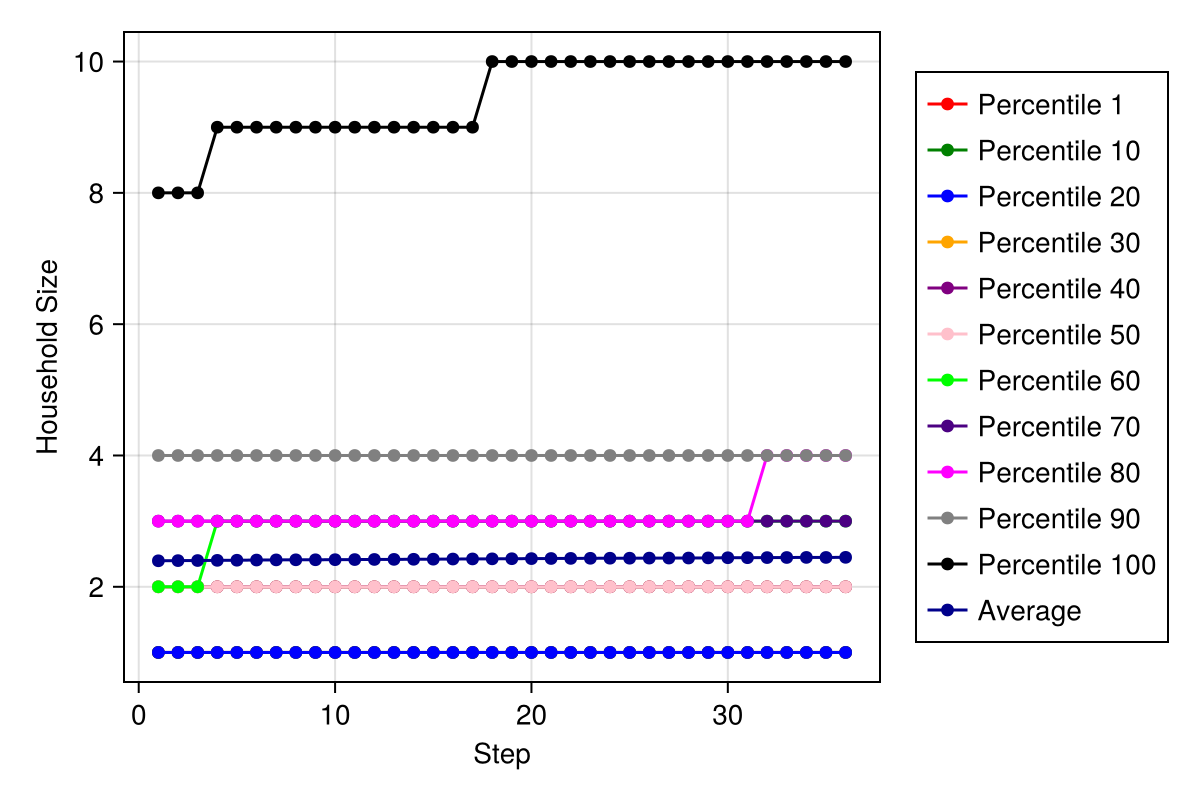 10
8
6
4
2
Household Size
0 10 20 30
Step
Percentile 1
Percentile 10
Percentile 20
Percentile 30
Percentile 40
Percentile 50
Percentile 60
Percentile 70
Percentile 80
Percentile 90
Percentile 100
Average